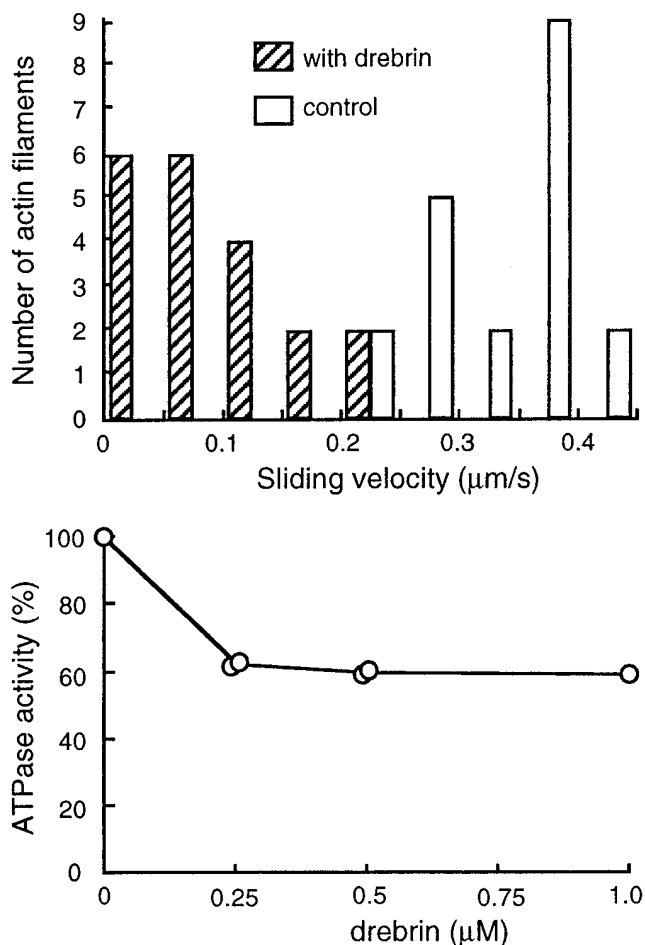 9
8
7
6
5
4
3
2
1
0
Number of actin filaments
with drebrin
control
0 0.1 0.2 0.3 0.4
Sliding velocity (μm/s)
100
80
60
40
20
0
ATPase activity (%)
0 0.25 0.5 0.75 1.0
drebrin (μM)